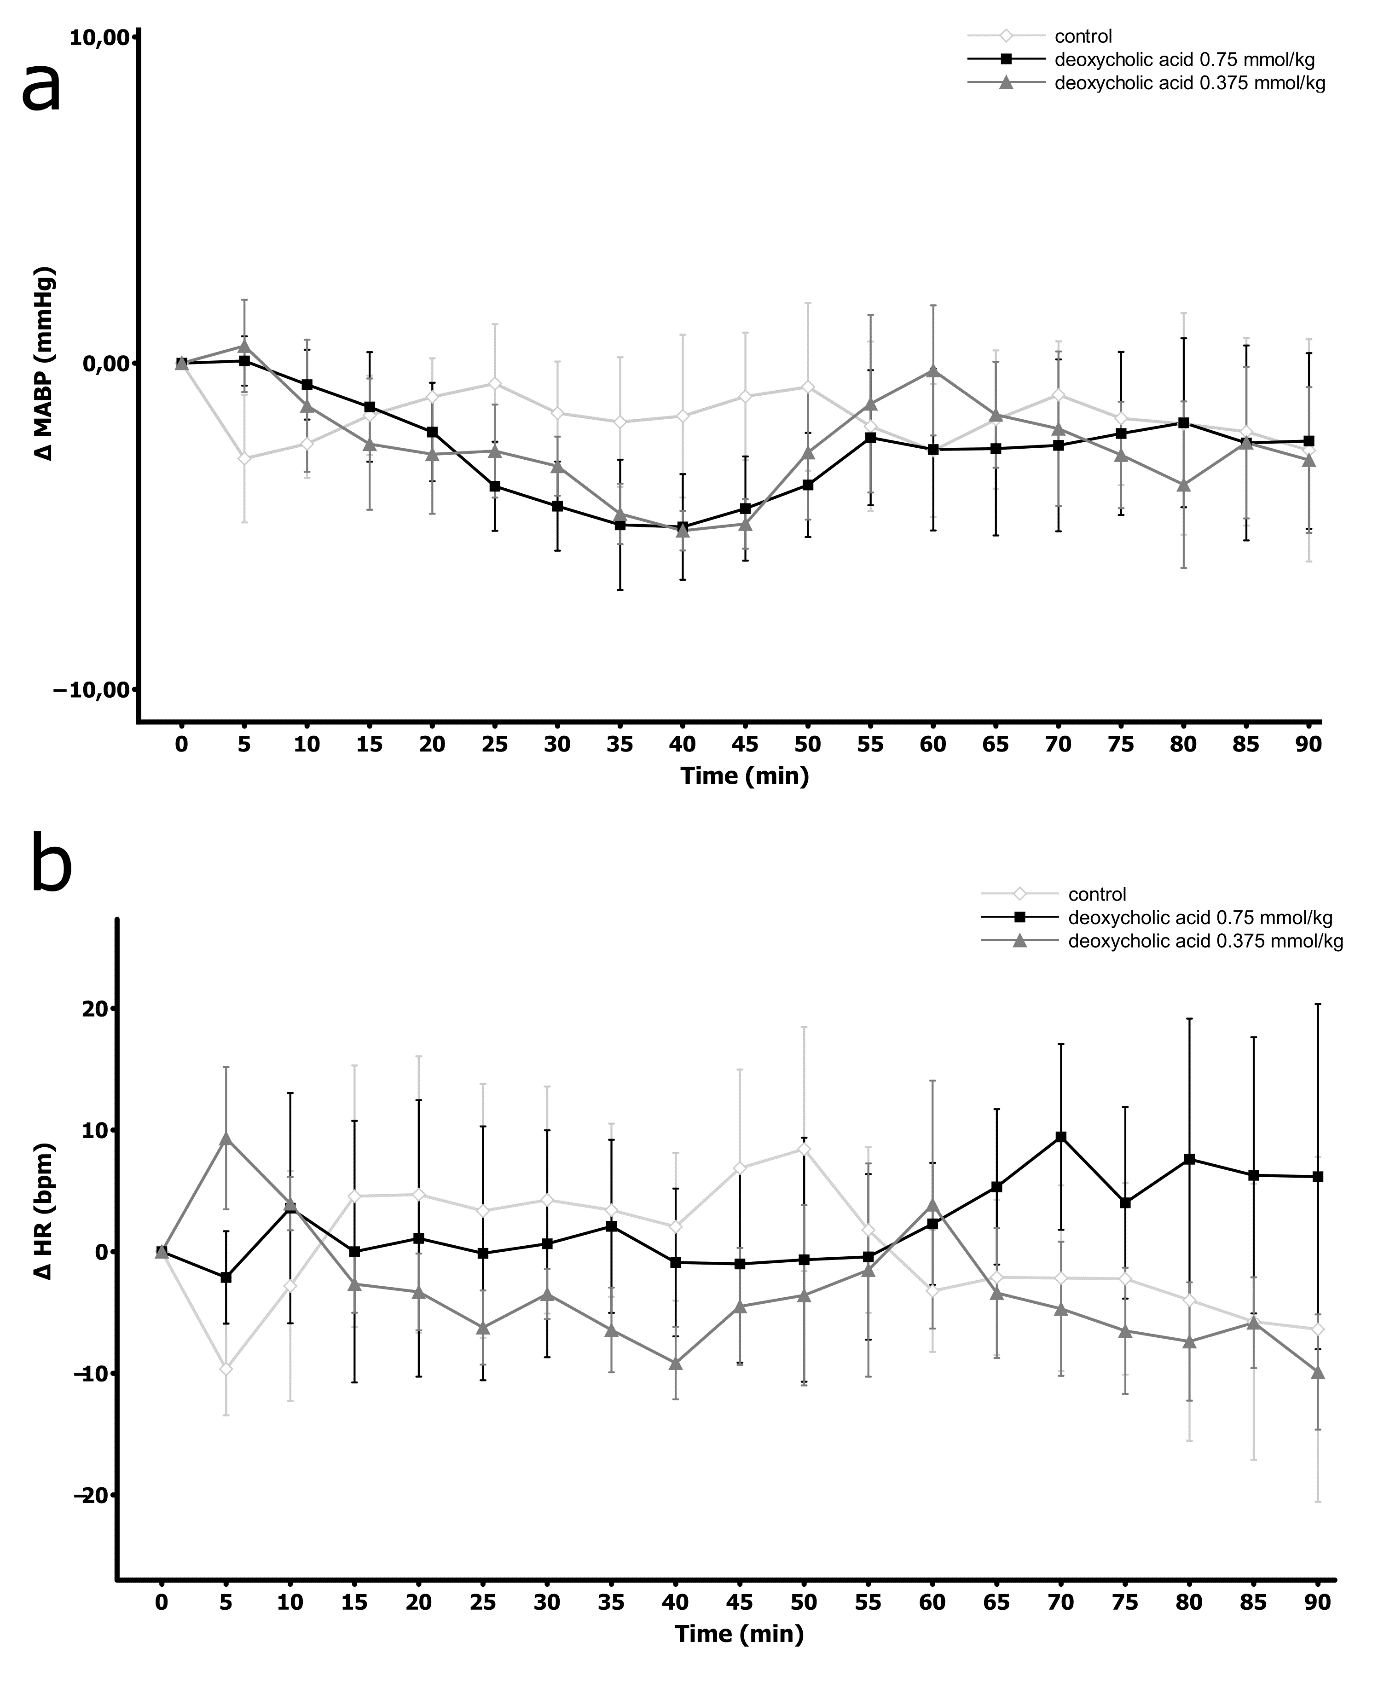 a
10,00
0,00
−10,00
Δ MABP (mmHg)
control
deoxycholic acid 0.75 mmol/kg
deoxycholic acid 0.375 mmol/kg
0 5 10 15 20 25 30 35 40 45 50 55 60 65 70 75 80 85 90
Time (min)
b
20
10
0
−10
−20
Δ HR (bpm)
control
deoxycholic acid 0.75 mmol/kg
deoxycholic acid 0.375 mmol/kg
0 5 10 15 20 25 30 35 40 45 50 55 60 65 70 75 80 85 90
Time (min)